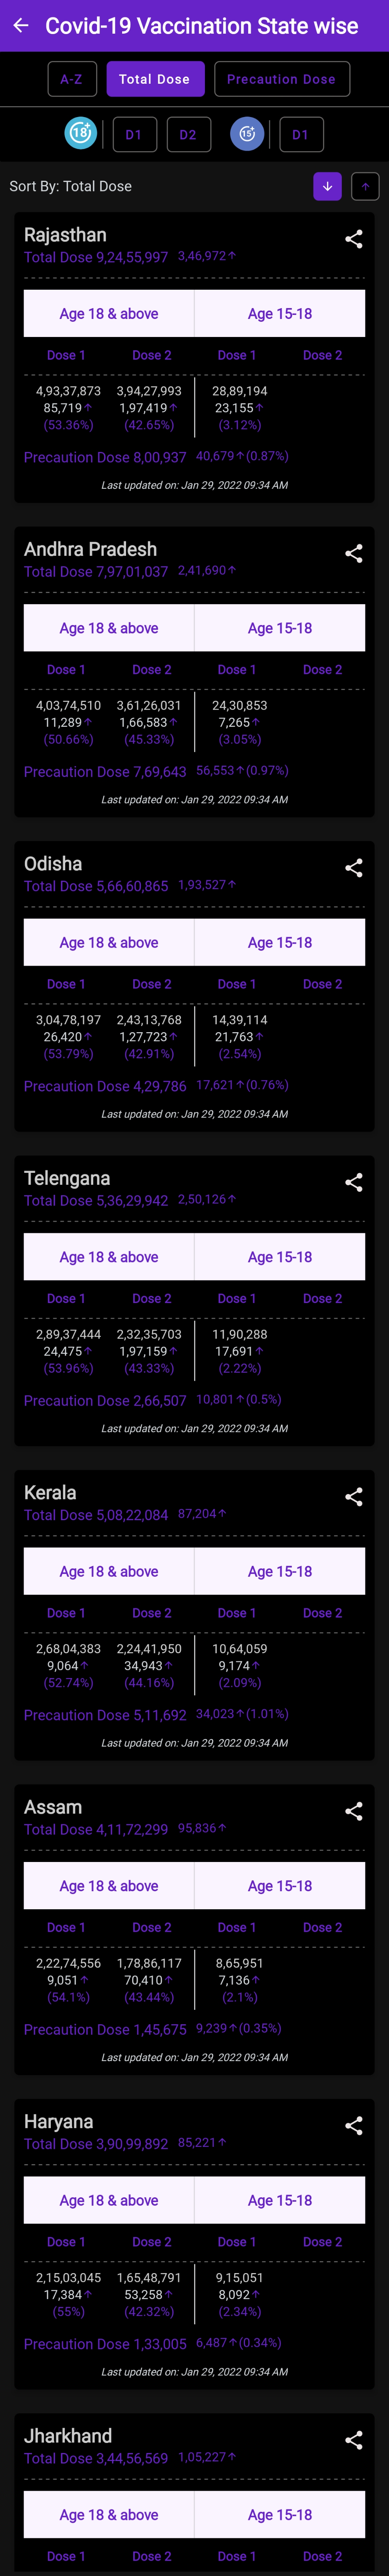 Covid-19 Vaccination State wise
A-Z Total Dose Precaution Dose
18+ D1 D2 15+ D1
Sort By: Total Dose
Rajasthan
Total Dose 9,24,55,997 3,46,972↑
Age 18 & above Age 15-18
Dose 1 Dose 2 Dose 1 Dose 2
4,93,37,873 3,94,27,993 28,89,194
85,719↑ 1,97,419↑ 23,155↑
(53.36%) (42.65%) (3.12%)
Precaution Dose 8,00,937 40,679↑(0.87%)
Last updated on: Jan 29, 2022 09:34 AM
Andhra Pradesh
Total Dose 7,97,01,037 2,41,690↑
Age 18 & above Age 15-18
Dose 1 Dose 2 Dose 1 Dose 2
4,03,74,510 3,61,26,031 24,30,853
11,289↑ 1,66,583↑ 7,265↑
(50.66%) (45.33%) (3.05%)
Precaution Dose 7,69,643 56,553↑(0.97%)
Last updated on: Jan 29, 2022 09:34 AM
Odisha
Total Dose 5,66,60,865 1,93,527↑
Age 18 & above Age 15-18
Dose 1 Dose 2 Dose 1 Dose 2
3,04,78,197 2,43,13,768 14,39,114
26,420↑ 1,27,723↑ 21,763↑
(53.79%) (42.91%) (2.54%)
Precaution Dose 4,29,786 17,621↑(0.76%)
Last updated on: Jan 29, 2022 09:34 AM
Telengana
Total Dose 5,36,29,942 2,50,126↑
Age 18 & above Age 15-18
Dose 1 Dose 2 Dose 1 Dose 2
2,89,37,444 2,32,35,703 11,90,288
24,475↑ 1,97,159↑ 17,691↑
(53.96%) (43.33%) (2.22%)
Precaution Dose 2,66,507 10,801↑(0.5%)
Last updated on: Jan 29, 2022 09:34 AM
Kerala
Total Dose 5,08,22,084 87,204↑
Age 18 & above Age 15-18
Dose 1 Dose 2 Dose 1 Dose 2
2,68,04,383 2,24,41,950 10,64,059
9,064↑ 34,943↑ 9,174↑
(52.74%) (44.16%) (2.09%)
Precaution Dose 5,11,692 34,023↑(1.01%)
Last updated on: Jan 29, 2022 09:34 AM
Assam
Total Dose 4,11,72,299 95,836↑
Age 18 & above Age 15-18
Dose 1 Dose 2 Dose 1 Dose 2
2,22,74,556 1,78,86,117 8,65,951
9,051↑ 70,410↑ 7,136↑
(54.1%) (43.44%) (2.1%)
Precaution Dose 1,45,675 9,239↑(0.35%)
Last updated on: Jan 29, 2022 09:34 AM
Haryana
Total Dose 3,90,99,892 85,221↑
Age 18 & above Age 15-18
Dose 1 Dose 2 Dose 1 Dose 2
2,15,03,045 1,65,48,791 9,15,051
17,384↑ 53,258↑ 8,092↑
(55%) (42.32%) (2.34%)
Precaution Dose 1,33,005 6,487↑(0.34%)
Last updated on: Jan 29, 2022 09:34 AM
Jharkhand
Total Dose 3,44,56,569 1,05,227↑
Age 18 & above Age 15-18
Dose 1 Dose 2 Dose 1 Dose 2